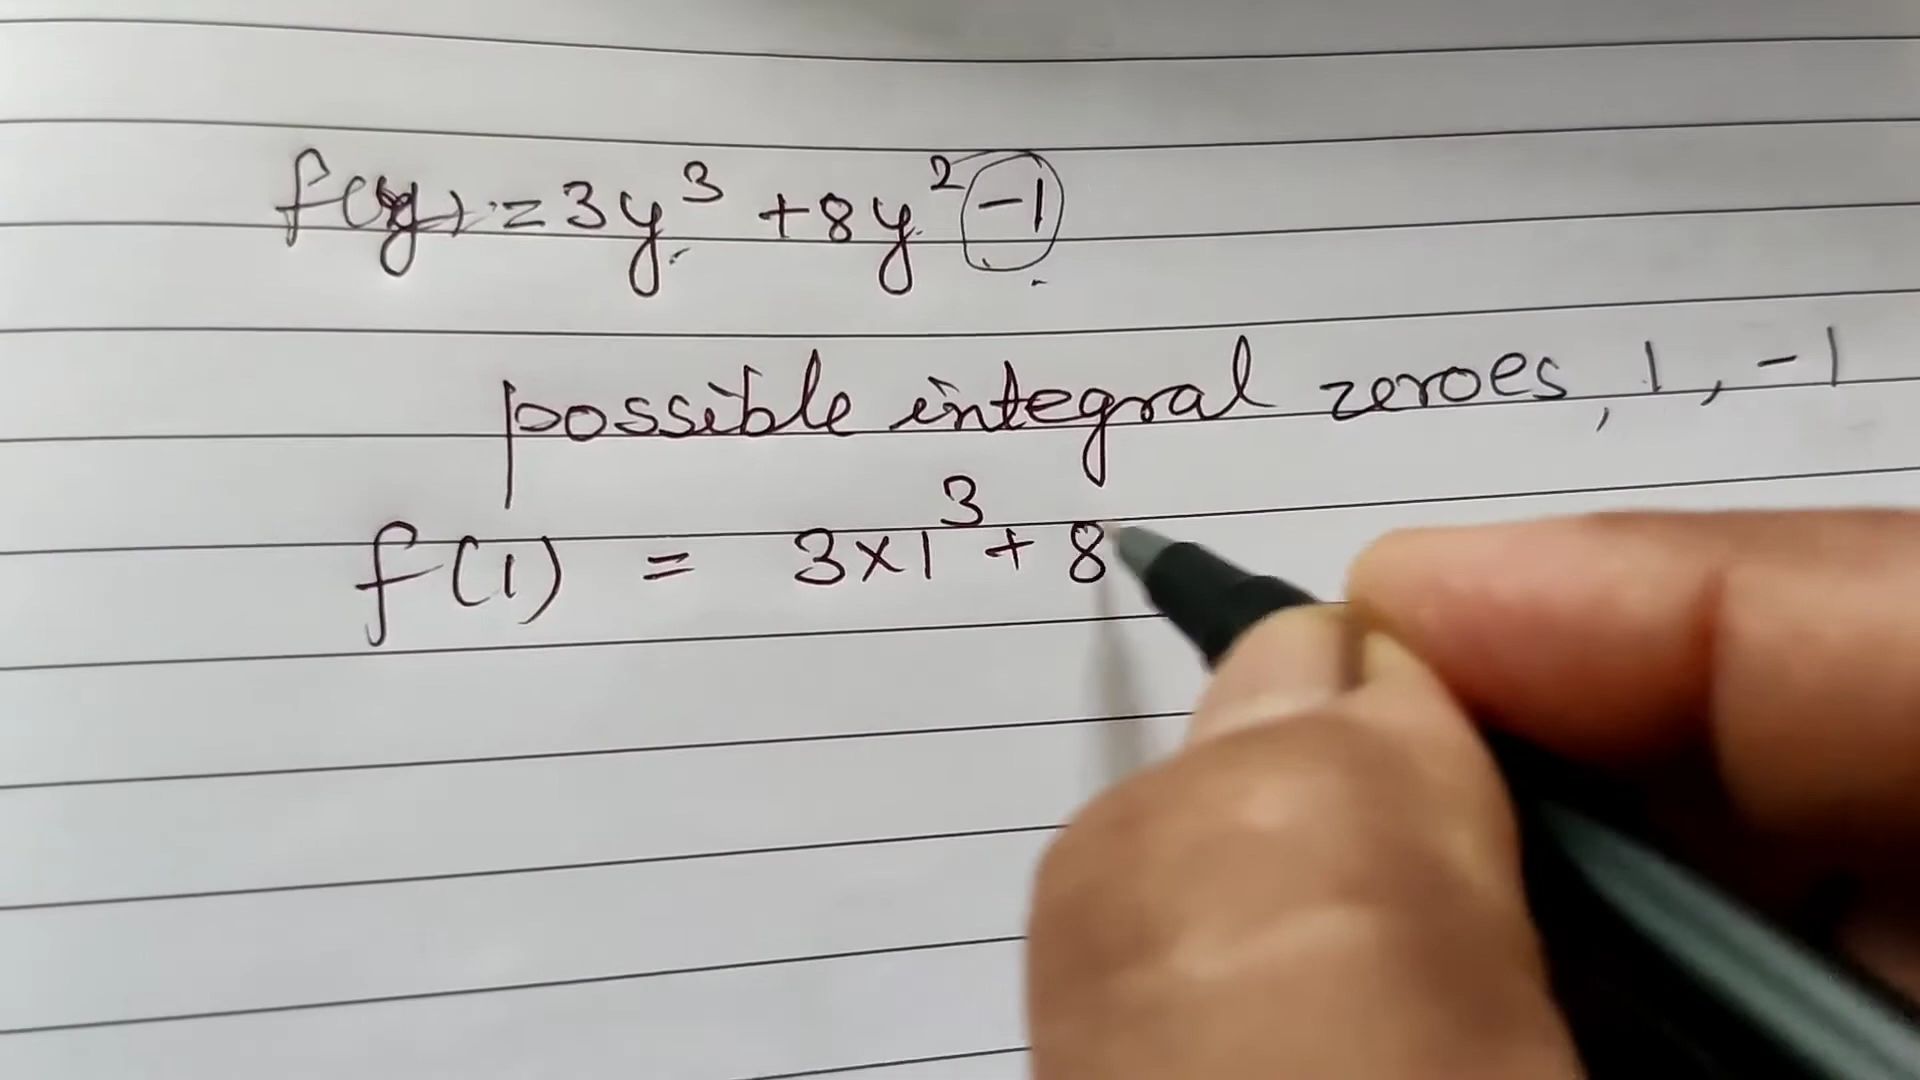 f(y) = 3y³ + 8y² -1
possible integral zeroes, 1, -1
f(1) = 3×1³ + 8